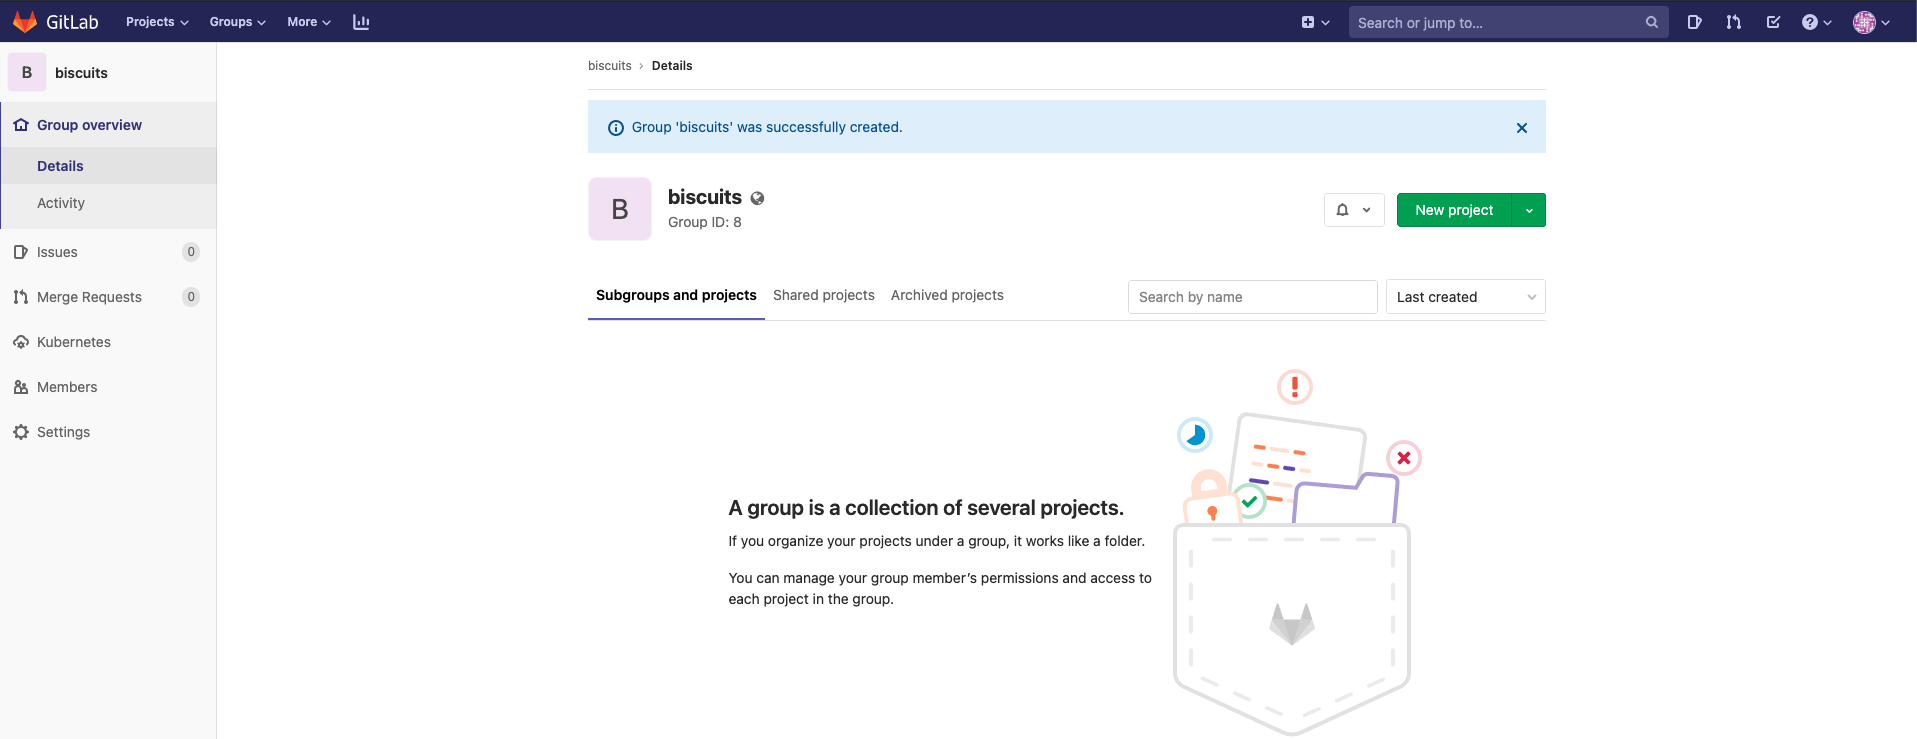 GitLab Projects Groups More Search or jump to...
B biscuits
Group overview
Details
Activity
Issues 0
Merge Requests 0
Kubernetes
Members
Settings
biscuits › Details
Group 'biscuits' was successfully created.
B
biscuits
Group ID: 8
New project
Subgroups and projects Shared projects Archived projects Search by name Last created
A group is a collection of several projects.
If you organize your projects under a group, it works like a folder.
You can manage your group member’s permissions and access to
each project in the group.